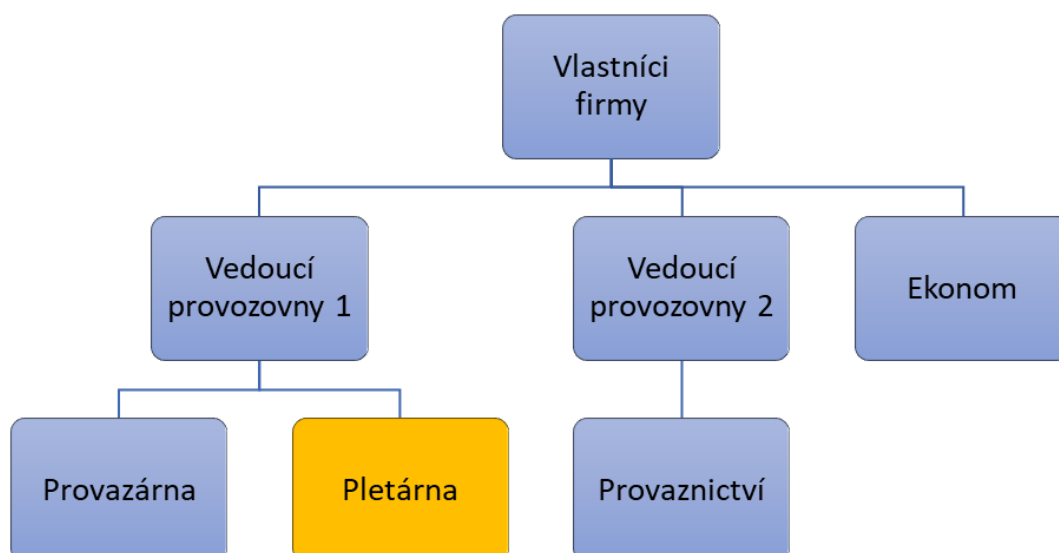 Vlastníci
firmy
Vedoucí
provozovny 1
Vedoucí
provozovny 2
Ekonom
Provazárna
Pletárna
Provaznictví